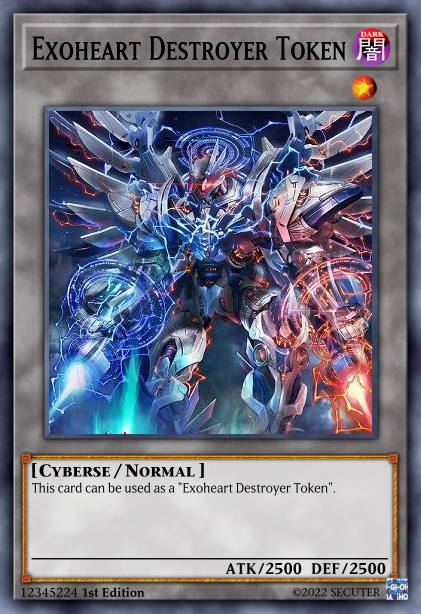 EXOHEART DESTROYER TOKEN
DARK
闇
[CYBERSE / NORMAL ]
This card can be used as a "Exoheart Destroyer Token".
ATK/2500 DEF/2500
12345224 1st Edition
©2022 SECUTER